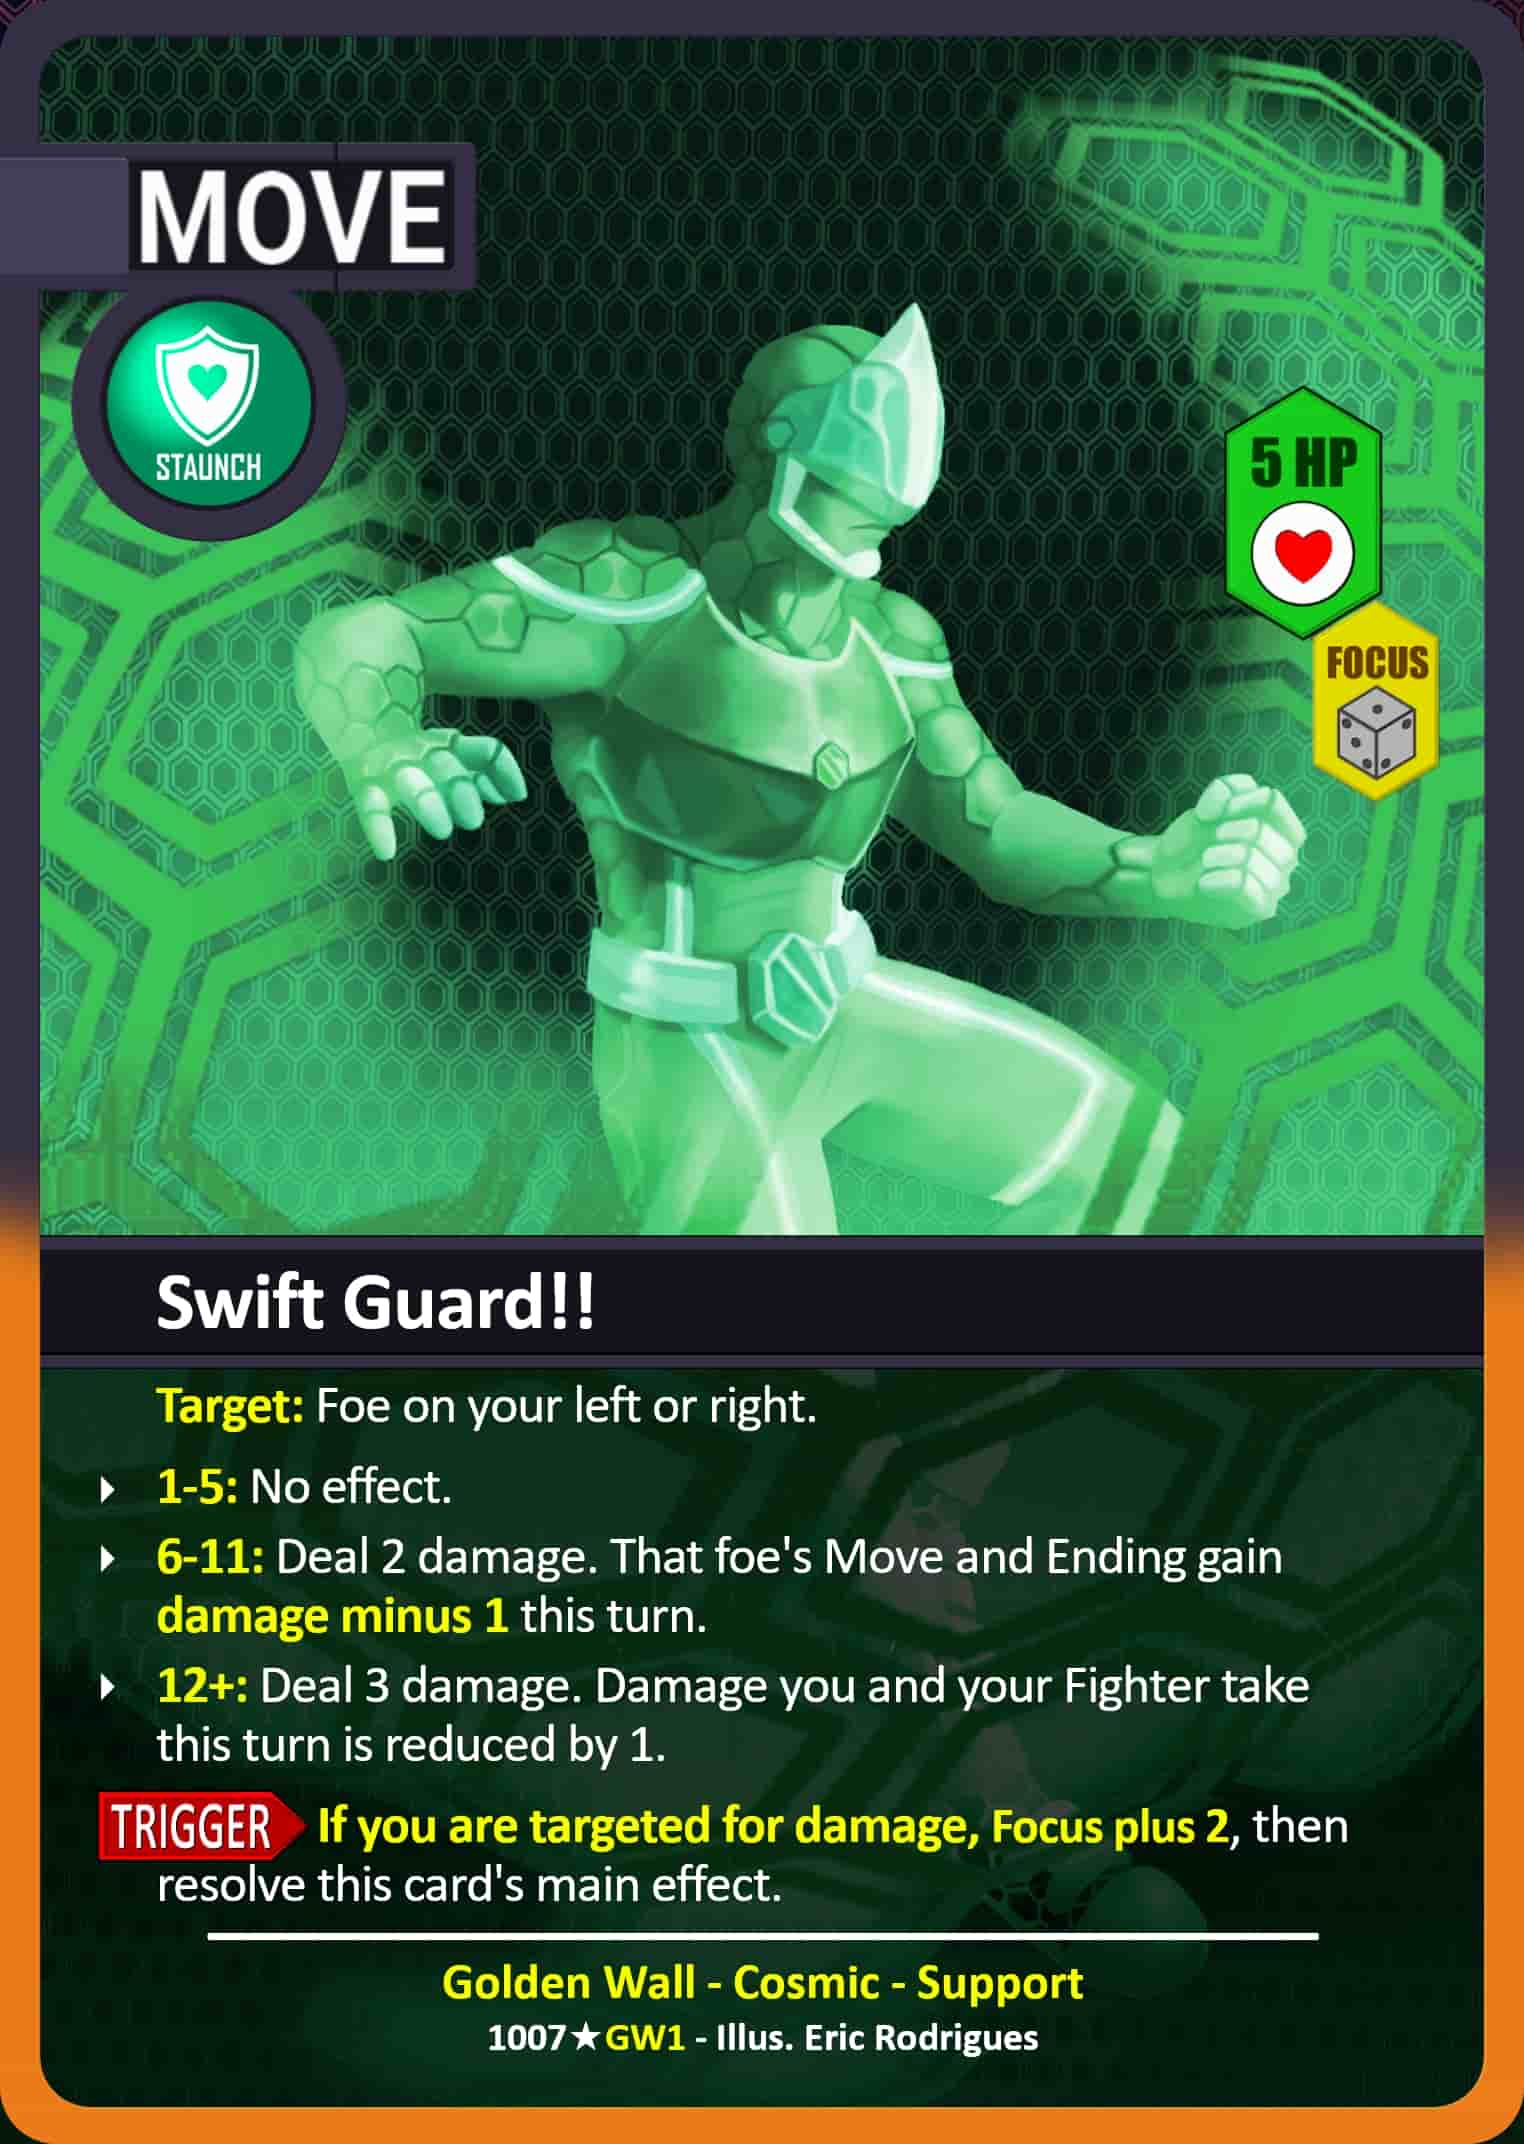 MOVE
STAUNCH
5 HP
FOCUS
Swift Guard!!
Target: Foe on your left or right.
1-5: No effect.
6-11: Deal 2 damage. That foe's Move and Ending gain
damage minus 1 this turn.
12+: Deal 3 damage. Damage you and your Fighter take
this turn is reduced by 1.
TRIGGER If you are targeted for damage, Focus plus 2, then
resolve this card's main effect.
Golden Wall - Cosmic - Support
1007★GW1 - Illus. Eric Rodrigues